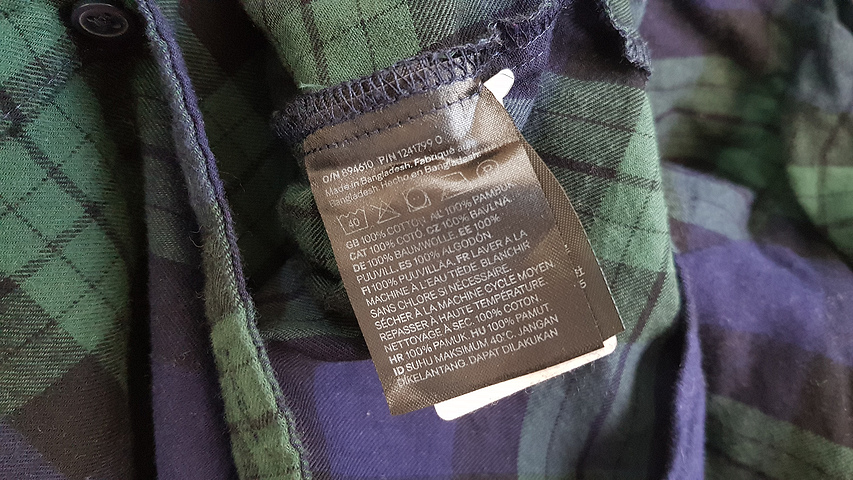 O/N 894610 P/N 1241799 0
Made in Bangladesh. Fabriqué au
Bangladesh. Hecho en Bangladesh
40
GB 100% COTTON. AL 100% PAMBUK.
CAT 100% COTÓ. CZ 100% BAVLNA.
DE 100% BAUMWOLLE. EE 100%
PUUVILL. ES 100% ALGODÓN.
FI 100% PUUVILLAA. FR LAVER A LA
MACHINE À L'EAU TIÈDE. BLANCHIR
SANS CHLORE SI NÉCESSAIRE.
SÉCHER À LA MACHINE CYCLE MOYEN.
REPASSER À HAUTE TEMPÉRATURE.
NETTOYAGE À SEC. 100% COTON.
HR 100% PAMUK. HU 100% PAMUT.
ID SUHU MAKSIMUM 40°C. JANGAN
DIKELANTANG. DAPAT DILAKUKAN